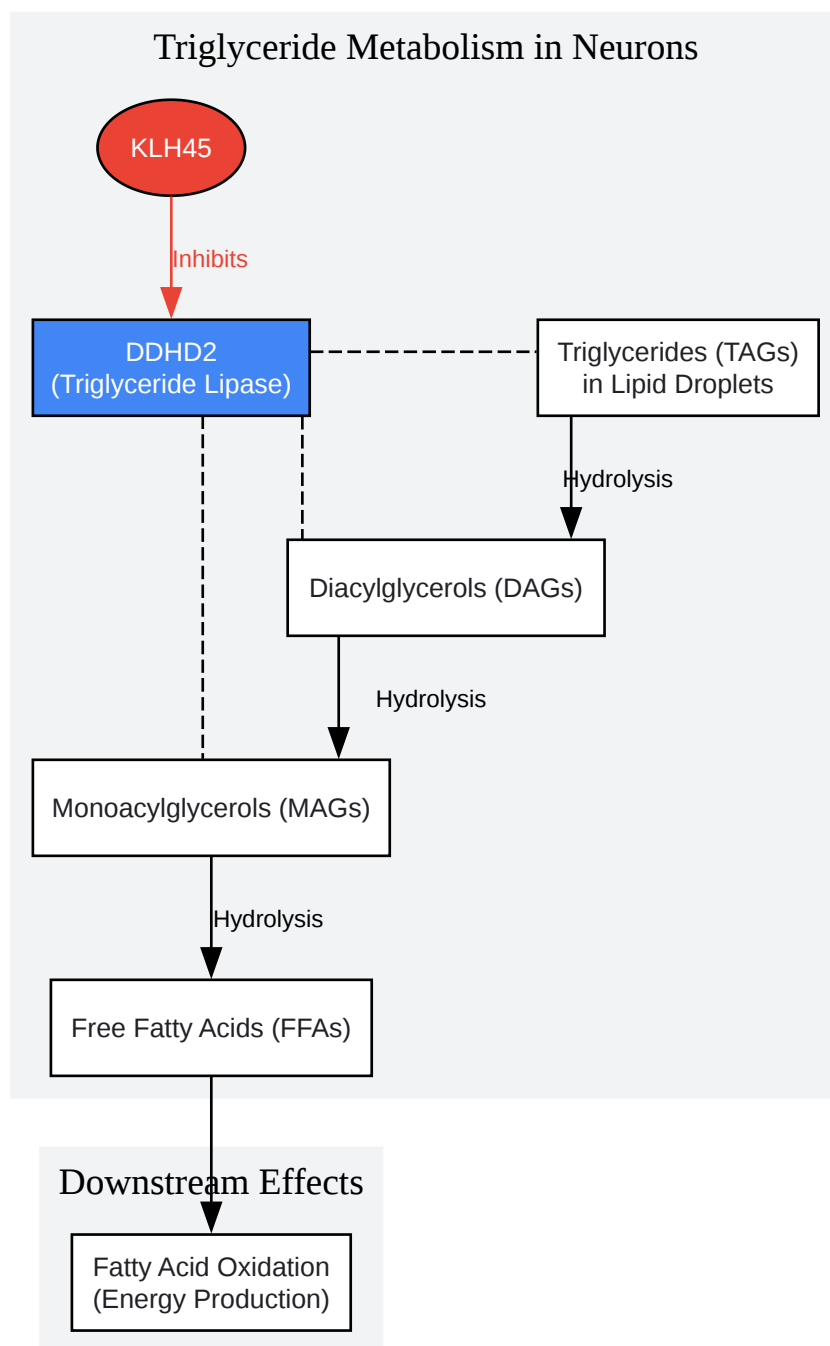 Triglyceride Metabolism in Neurons
KLH45
Inhibits
DDHD2
(Triglyceride Lipase)
Triglycerides (TAGs)
in Lipid Droplets
Hydrolysis
Diacylglycerols (DAGs)
Hydrolysis
Monoacylglycerols (MAGs)
Hydrolysis
Free Fatty Acids (FFAs)
Downstream Effects
Fatty Acid Oxidation
(Energy Production)